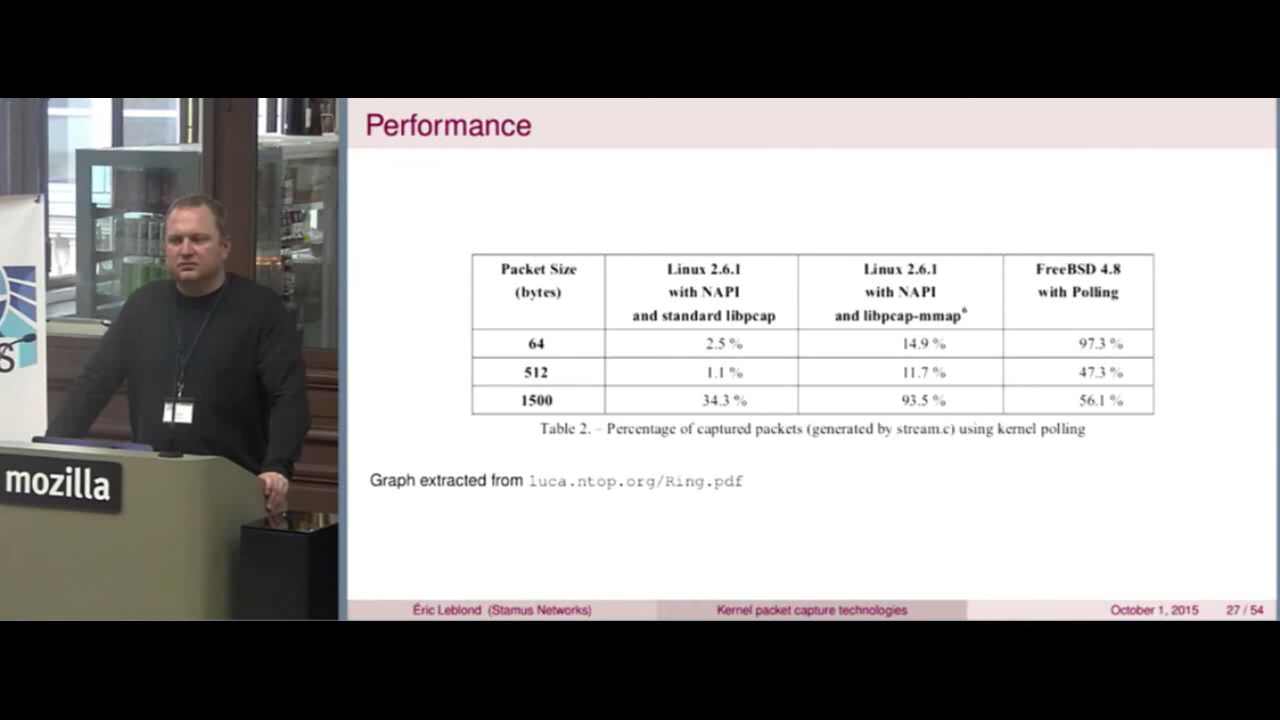 Performance
Packet Size (bytes) Linux 2.6.1 with NAPI and standard libpcap Linux 2.6.1 with NAPI and libpcap-mmap6 FreeBSD 4.8 with Polling
64 2.5 % 14.9 % 97.3 %
512 1.1 % 11.7 % 47.3 %
1500 34.3 % 93.5 % 56.1 %
Table 2. – Percentage of captured packets (generated by stream.c) using kernel polling
Graph extracted from luca.ntop.org/Ring.pdf
mozilla
Éric Leblond (Stamus Networks) Kernel packet capture technologies October 1, 2015 27 / 54